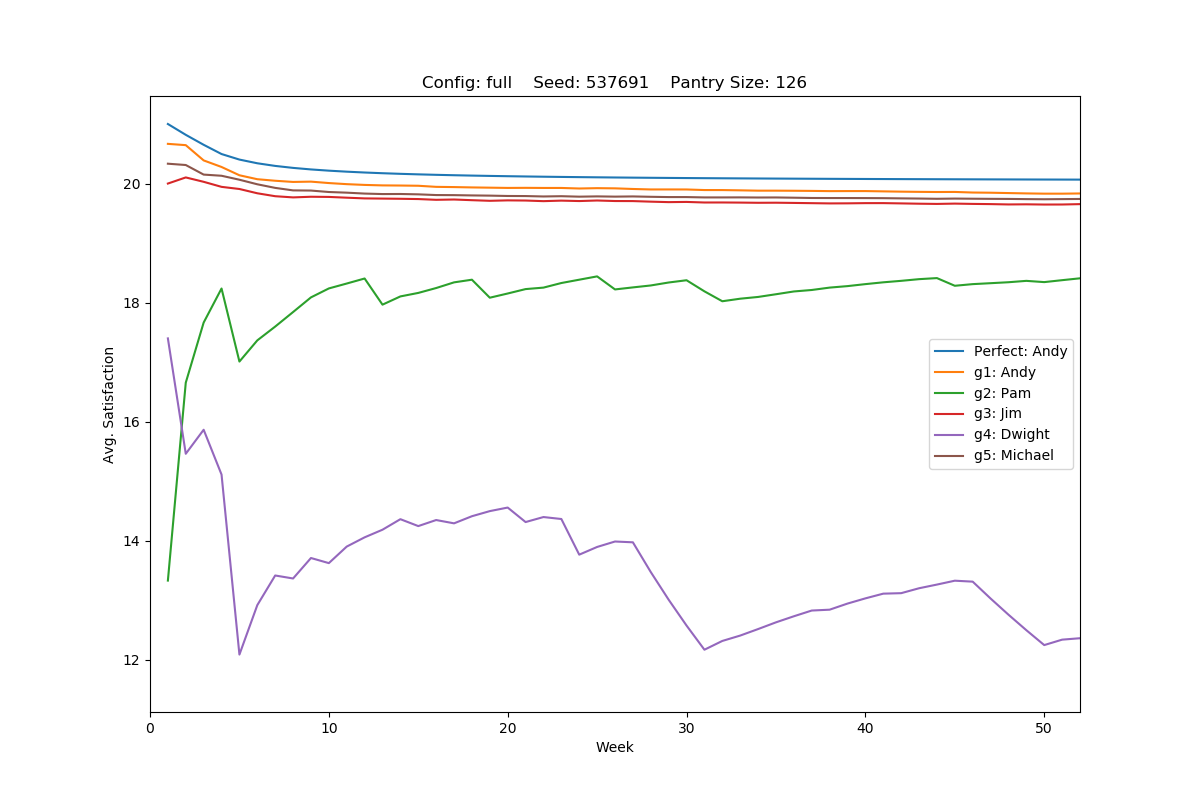 Config: full    Seed: 537691    Pantry Size: 126
Avg. Satisfaction
20
18
16
14
12
Perfect: Andy
g1: Andy
g2: Pam
g3: Jim
g4: Dwight
g5: Michael
0 10 20 30 40 50
Week